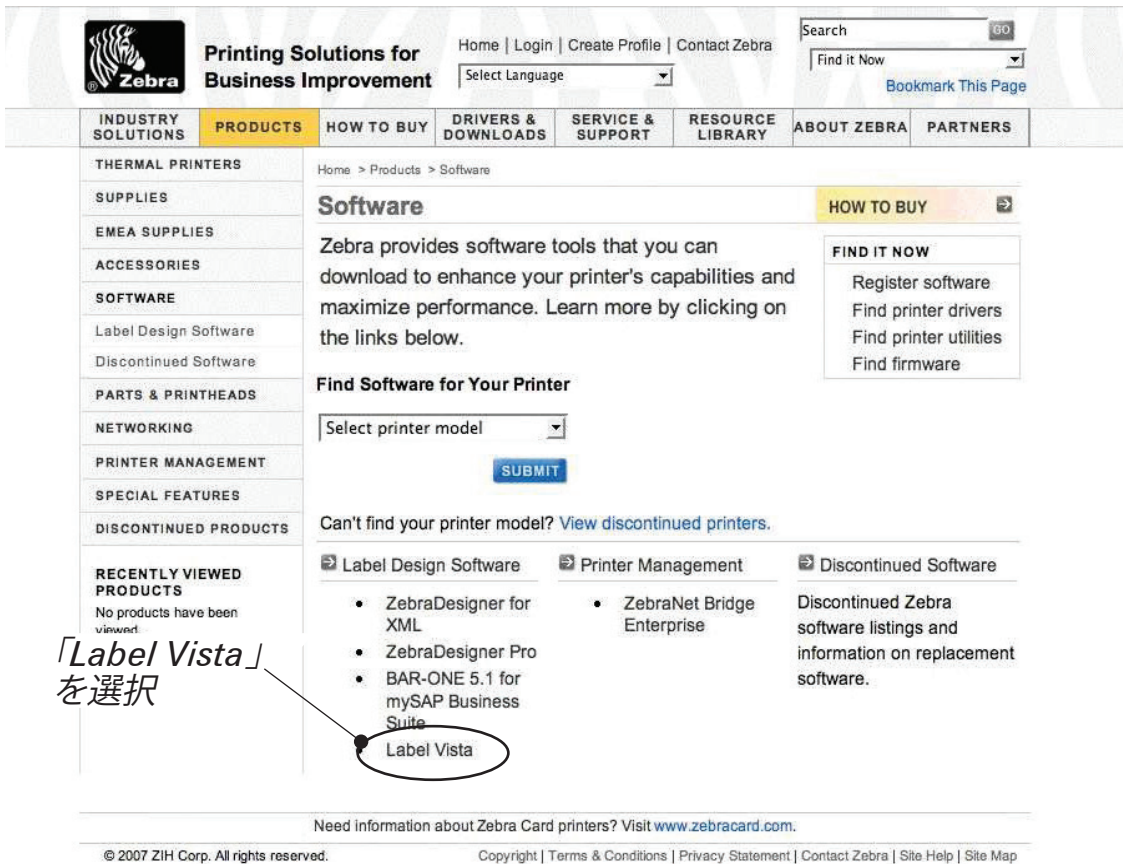 Zebra
Printing Solutions for
Business Improvement
Home | Login | Create Profile | Contact Zebra
Select Language
Search
GO
Find it Now
Bookmark This Page
INDUSTRY
SOLUTIONS
PRODUCTS
HOW TO BUY
DRIVERS &
DOWNLOADS
SERVICE &
SUPPORT
RESOURCE
LIBRARY
ABOUT ZEBRA
PARTNERS
THERMAL PRINTERS
SUPPLIES
EMEA SUPPLIES
ACCESSORIES
SOFTWARE
Label Design Software
Discontinued Software
PARTS & PRINTHEADS
NETWORKING
PRINTER MANAGEMENT
SPECIAL FEATURES
DISCONTINUED PRODUCTS
RECENTLY VIEWED
PRODUCTS
No products have been
viewed
「Label Vista」
を選択
Home > Products > Software
Software
Zebra provides software tools that you can
download to enhance your printer's capabilities and
maximize performance. Learn more by clicking on
the links below.
Find Software for Your Printer
Select printer model
SUBMIT
Can't find your printer model? View discontinued printers.
HOW TO BUY
FIND IT NOW
Register software
Find printer drivers
Find printer utilities
Find firmware
Label Design Software
• ZebraDesigner for
XML
• ZebraDesigner Pro
• BAR-ONE 5.1 for
mySAP Business
Suite
Label Vista
Printer Management
• ZebraNet Bridge
Enterprise
Discontinued Software
Discontinued Zebra
software listings and
information on replacement
software.
Need information about Zebra Card printers? Visit www.zebracard.com.
© 2007 ZIH Corp. All rights reserved.
Copyright | Terms & Conditions | Privacy Statement | Contact Zebra | Site Help | Site Map